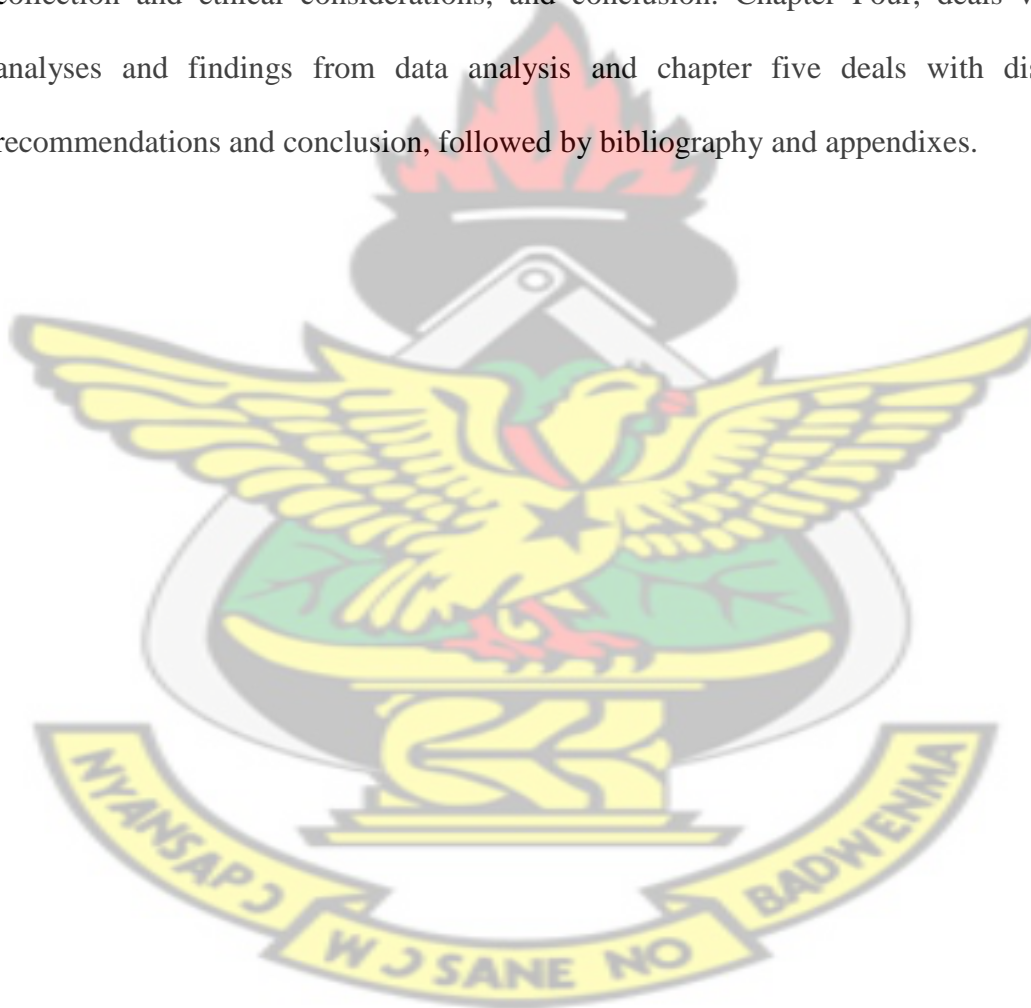 collection and ethical considerations, and conclusion. Chapter Four, deals
analyses and findings from data analysis and chapter five deals with
recommendations and conclusion, followed by bibliography and appendixes.
NYANSAPƆ
WƆSANE NO
BADWENMA